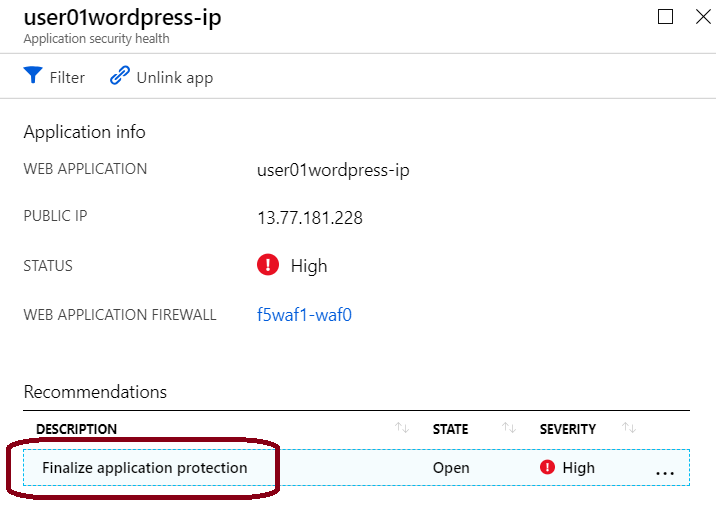 user01wordpress-ip
Application security health
Filter Unlink app
Application info
WEB APPLICATION user01wordpress-ip
PUBLIC IP 13.77.181.228
STATUS High
WEB APPLICATION FIREWALL f5waf1-waf0
Recommendations
DESCRIPTION STATE SEVERITY
Finalize application protection Open High ...